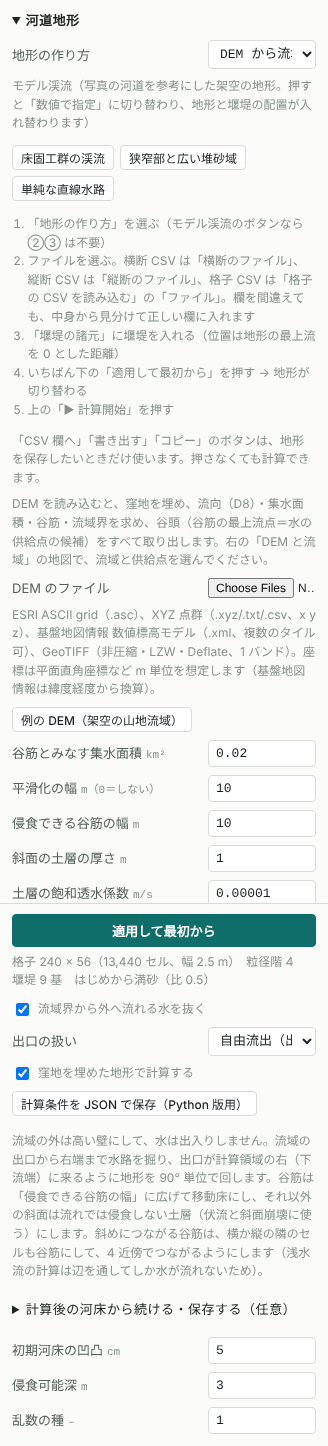 ▼ 河道地形
地形の作り方
DEM から流
モデル渓流（写真の河道を参考にした架空の地形。押す
と「数値で指定」に切り替わり、地形と堰堤の配置が入
れ替わります）
床固工群の渓流
狭窄部と広い堆砂域
単純な直線水路
1. 「地形の作り方」を選ぶ（モデル渓流のボタンなら
②③ は不要）
2. ファイルを選ぶ。横断 CSV は「横断のファイル」、
縦断 CSV は「縦断のファイル」、格子 CSV は「格子
の CSV を読み込む」の「ファイル」。欄を間違えて
も、中身から見分けて正しい欄に入れます
3. 「堰堤の諸元」に堰堤を入れる（位置は地形の最上流
を 0 とした距離）
4. いちばん下の「適用して最初から」を押す → 地形が
切り替わる
5. 上の「▶ 計算開始」を押す
「CSV 欄へ」「書き出す」「コピー」のボタンは、地形
を保存したいときだけ使います。押さなくても計算でき
ます。
DEM を読み込むと、窪地を埋め、流向（D8）・集水面
積・谷筋・流域界を求め、谷頭（谷筋の最上流点＝水の
供給点の候補）をすべて取り出します。右の「DEM と流
域」の地図で、流域と供給点を選んでください。
DEM のファイル
Choose Files N..
ESRI ASCII grid（.asc）、XYZ 点群（.xyz/.txt/.csv、x y
z）、基盤地図情報 数値標高モデル（.xml、複数のタイル
可）、GeoTIFF（非圧縮・LZW・Deflate、1 バンド）。座
標は平面直角座標など m 単位を想定します（基盤地図
情報は緯度経度から換算）。
例の DEM（架空の山地流域）
谷筋とみなす集水面積 km²
0.02
平滑化の幅 m（0＝しない）
10
侵食できる谷筋の幅 m
10
斜面の土層の厚さ m
1
土層の飽和透水係数 m/s
0.00001
適用して最初から
格子 240 × 56（13,440 セル、幅 2.5 m） 粒径階 4
堰堤 9 基 はじめから満砂（比 0.5）
流域界から外へ流れる水を抜く
出口の扱い
自由流出（出
窪地を埋めた地形で計算する
計算条件を JSON で保存（Python 版用）
流域の外は高い壁にして、水は出入りしません。流域の
出口から右端まで水路を掘り、出口が計算領域の右（下
流端）に来るように地形を 90° 単位で回します。谷筋は
「侵食できる谷筋の幅」に広げて移動床にし、それ以外
の斜面は流れでは侵食しない土層（伏流と斜面崩壊に使
う）にします。斜めにつながる谷筋は、横か縦の隣のセ
ルも谷筋にして、4 近傍でつながるようにします（浅水
流の計算は辺を通してしか水が流れないため）。
▶ 計算後の河床から続ける・保存する（任意）
初期河床の凹凸 cm
5
侵食可能深 m
3
乱数の種 –
1